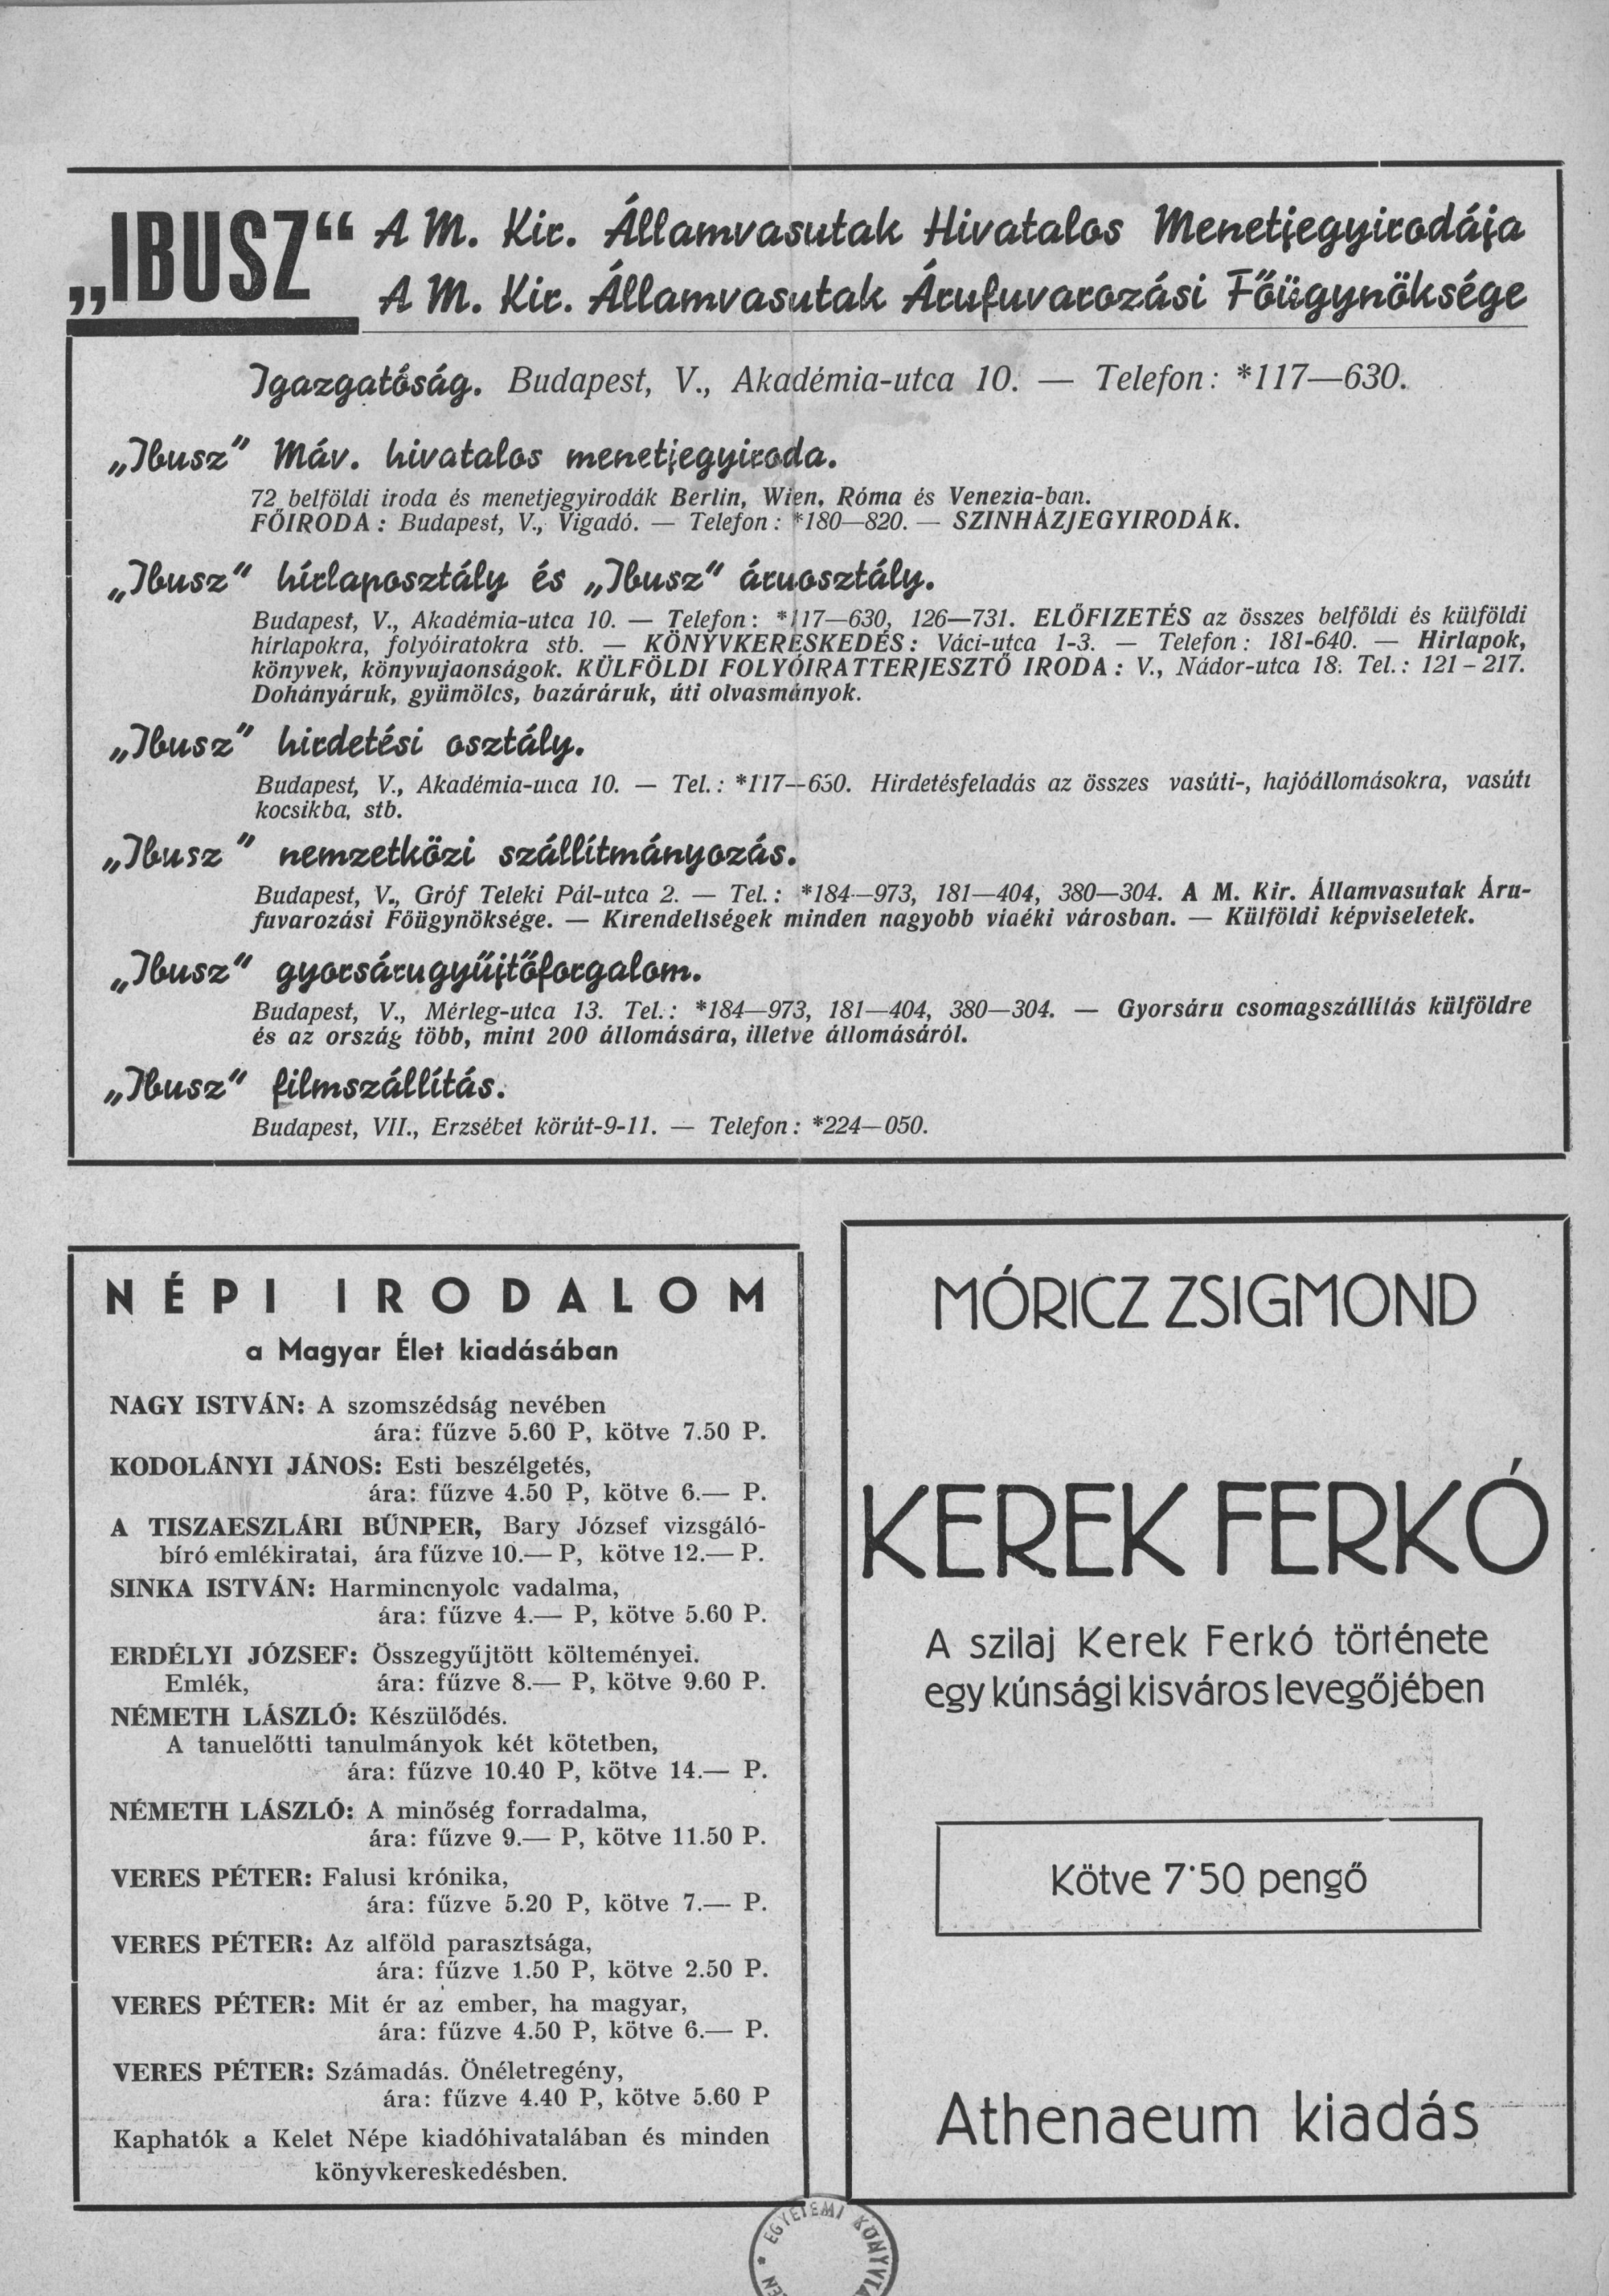 „IBUSZ“ A M. Kir. Államvasutak Hivatalos Menetjegyirodája
A M. Kir. Államvasutak Árufuvarozási Főügynöksége
Igazgatóság. Budapest, V., Akadémia-utca 10. — Telefon: *117—630.
„Ibusz” Máv. hivatalos menetjegyiroda.
72 belföldi iroda és menetjegyirodák Berlin, Wien, Róma és Venezia-ban.
FŐIRODA : Budapest, V., Vigadó. — Telefon : *180—820. — SZINHÁZJEGYIRODÁK.
„Ibusz” hírlaposztály és „Ibusz” áruosztály.
Budapest, V., Akadémia-utca 10. — Telefon : *117—630, 126—731. ELŐFIZETÉS az összes belföldi és külföldi
hirlapokra, folyóiratokra stb. — KÖNYVKERESKEDÉS : Váci-utca 1-3. — Telefon : 181-640. — Hirlapok,
könyvek, könyvujaonságok. KÜLFÖLDI FOLYÓIRATTERJESZTŐ IRODA : V., Nádor-utca 18. Tel.: 121–217.
Dohányáruk, gyümölcs, bazáráruk, úti olvasmányok.
„Ibusz” hirdetési osztály.
Budapest, V., Akadémia-utca 10. — Tel.: *117—630. Hirdetésfeladás az összes vasúti-, hajóállomásokra, vasúti
kocsikba, stb.
„Ibusz” nemzetközi szállítmányozás.
Budapest, V., Gróf Teleki Pál-utca 2. — Tel.: *184—973, 181—404, 380—304. A M. Kir. Államvasutak Áru-
fuvarozási Főügynöksége. — Kirendeltségek minden nagyobb vidéki városban. — Külföldi képviseletek.
„Ibusz” gyorsárugyűjtőforgalom.
Budapest, V., Mérleg-utca 13. Tel.: *184—973, 181—404, 380—304. — Gyorsáru csomagszállítás külföldre
és az ország több, mint 200 állomására, illetve állomásáról.
„Ibusz” filmszállítás.
Budapest, VII., Erzsébet körút-9-11. — Telefon : *224—050.
NÉPI IRODALOM
a Magyar Élet kiadásában
NAGY ISTVÁN: A szomszédság nevében
ára: fűzve 5.60 P, kötve 7.50 P.
KODOLÁNYI JÁNOS: Esti beszélgetés,
ára: fűzve 4.50 P, kötve 6.— P.
A TISZAESZLÁRI BŰNPER, Bary József vizsgáló-
bíró emlékiratai, ára fűzve 10.— P, kötve 12.— P.
SINKA ISTVÁN: Harmincnyolc vadalma,
ára: fűzve 4.— P, kötve 5.60 P.
ERDÉLYI JÓZSEF: Összegyűjtött költeményei.
Emlék, ára: fűzve 8.— P, kötve 9.60 P.
NÉMETH LÁSZLÓ: Készülődés.
A tanuelőtti tanulmányok két kötetben,
ára: fűzve 10.40 P, kötve 14.— P.
NÉMETH LÁSZLÓ: A minőség forradalma,
ára: fűzve 9.— P, kötve 11.50 P.
VERES PÉTER: Falusi krónika,
ára: fűzve 5.20 P, kötve 7.— P.
VERES PÉTER: Az alföld parasztsága,
ára: fűzve 1.50 P, kötve 2.50 P.
VERES PÉTER: Mit ér az ember, ha magyar,
ára: fűzve 4.50 P, kötve 6.— P.
VERES PÉTER: Számadás. Önéletregény,
ára: fűzve 4.40 P, kötve 5.60 P
Kaphatók a Kelet Népe kiadóhivatalában és minden
könyvkereskedésben.
MÓRICZ ZSIGMOND
KEREK FERKÓ
A szilaj Kerek Ferkó története
egy kúnsági kisváros levegőjében
Kötve 7·50 pengő
Athenaeum kiadás
EGYETEMI